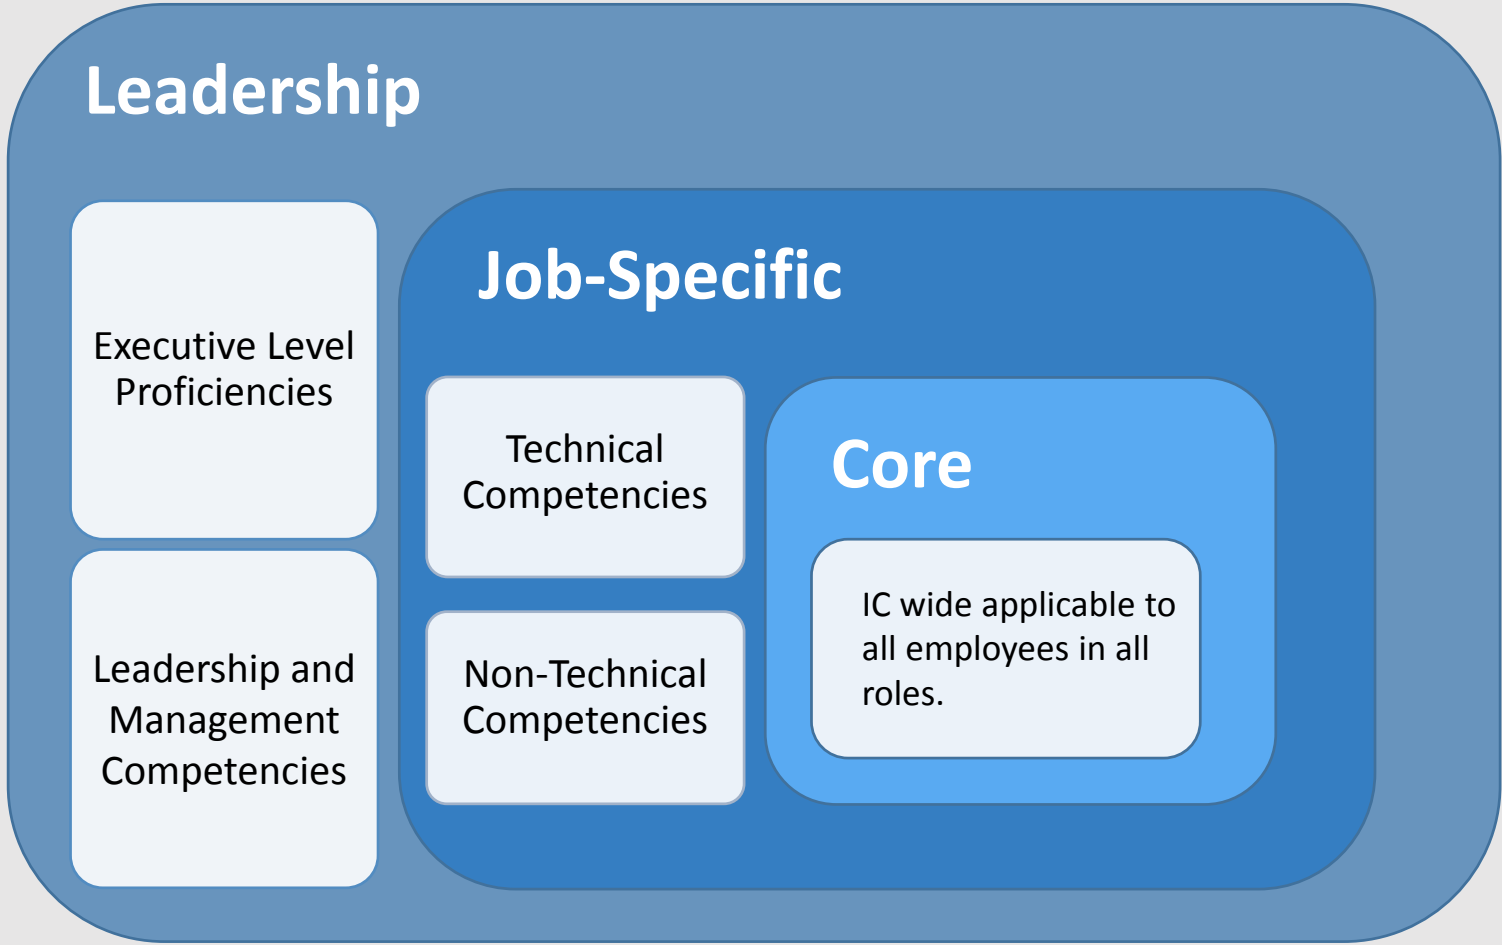 Leadership
Executive Level
Proficiencies
Leadership and
Management
Competencies
Job-Specific
Technical
Competencies
Non-Technical
Competencies
Core
IC wide applicable to
all employees in all
roles.